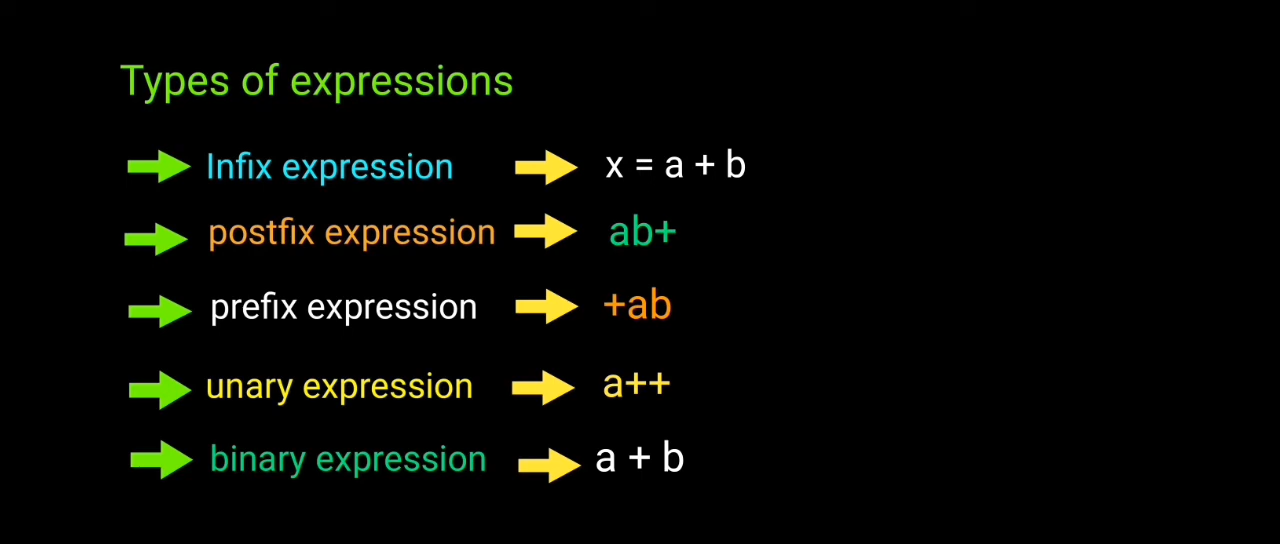 Types of expressions
Infix expression x = a + b
postfix expression ab+
prefix expression +ab
unary expression a++
binary expression a + b